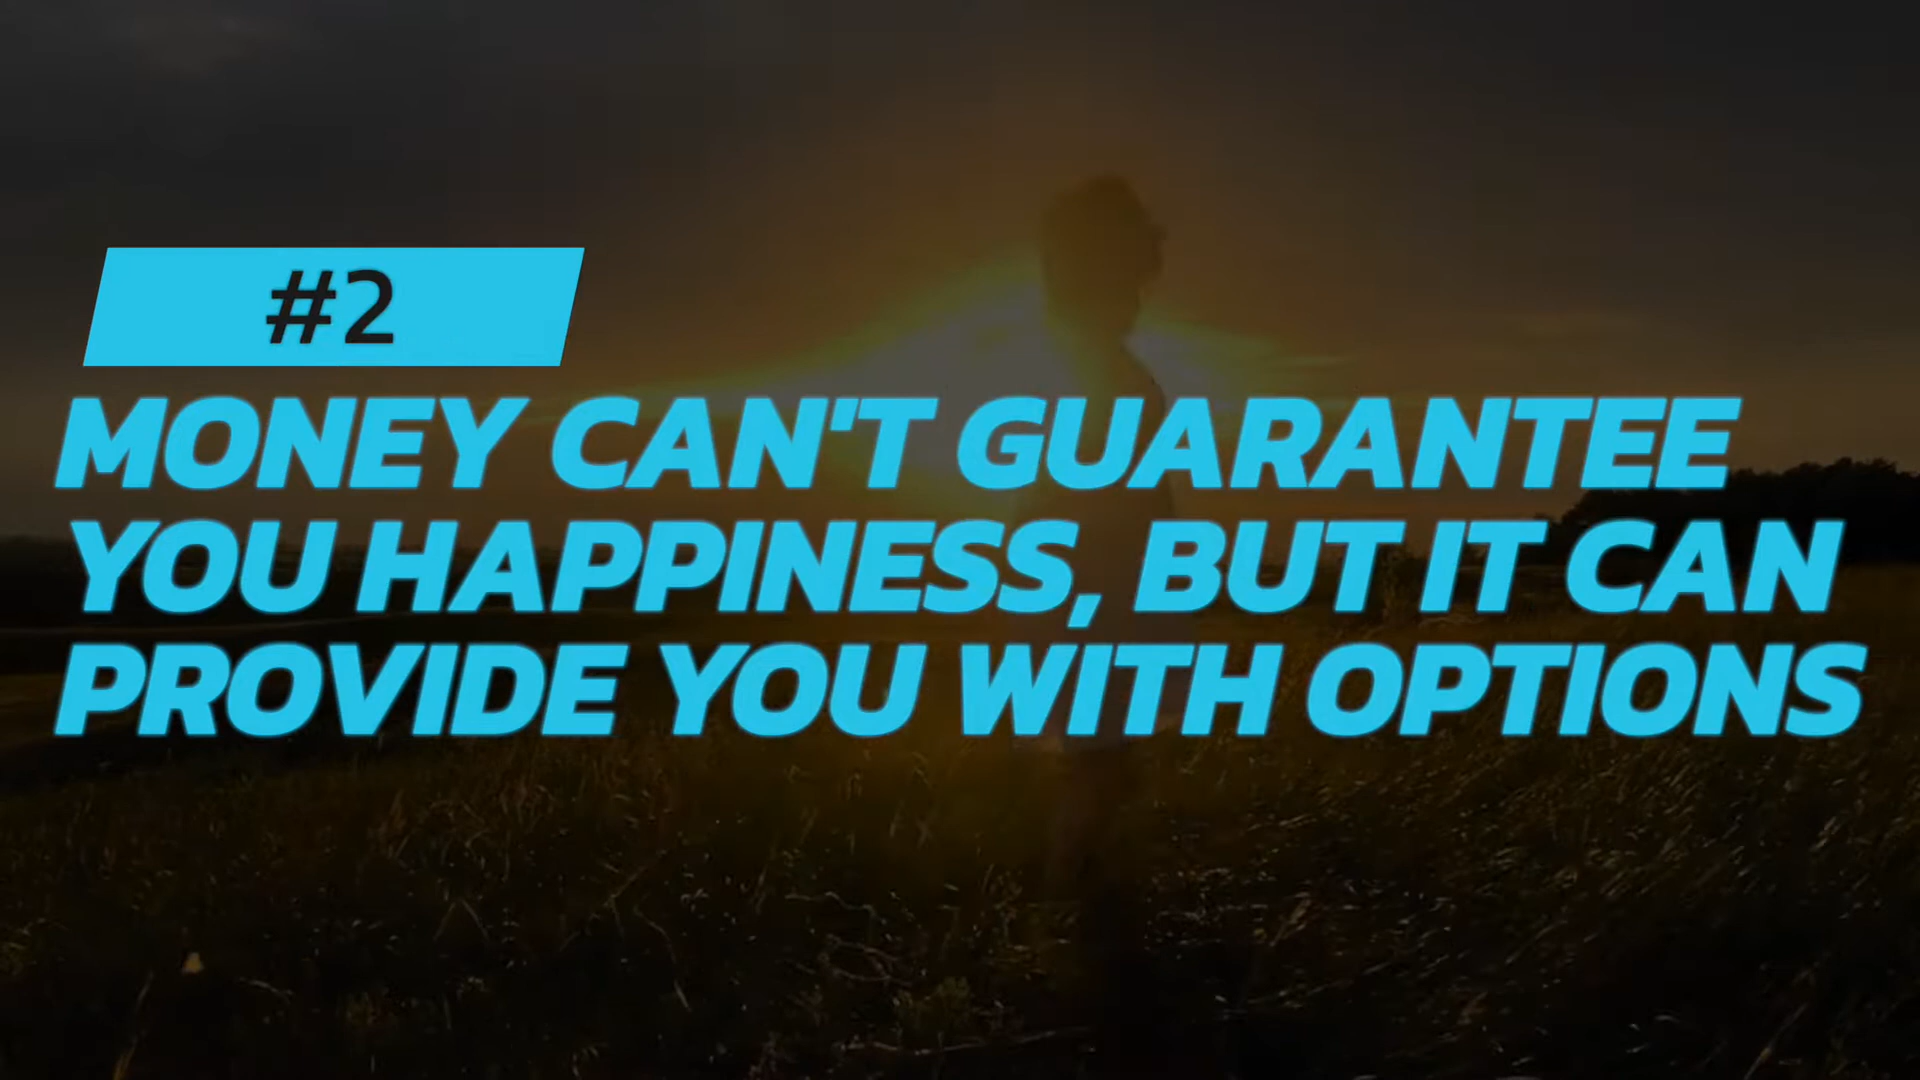 #2
MONEY CAN'T GUARANTEE
YOU HAPPINESS, BUT IT CAN
PROVIDE YOU WITH OPTIONS